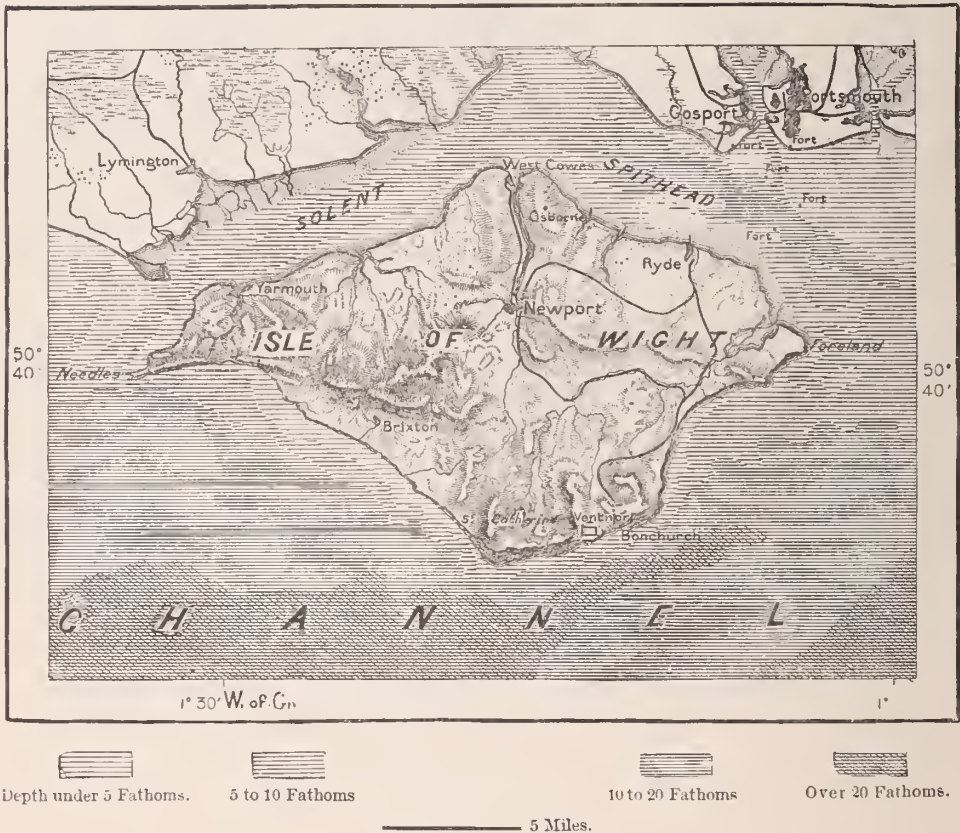 Portsmouth
Gosport
Fort
Fort
Lymington
West Cowes
SPITHEAD
Fort
SOLENT
Osborne
Fort
Fort
Ryde
Yarmouth
Newport
ISLE OF WIGHT
Foreland
50°
40'
Needles
50°
40'
Brixton
St Catherine
Ventnor
Bonchurch
CHANNEL
1° 30' W. of Gn
1°
Depth under 5 Fathoms.
5 to 10 Fathoms
10 to 20 Fathoms
Over 20 Fathoms.
5 Miles.